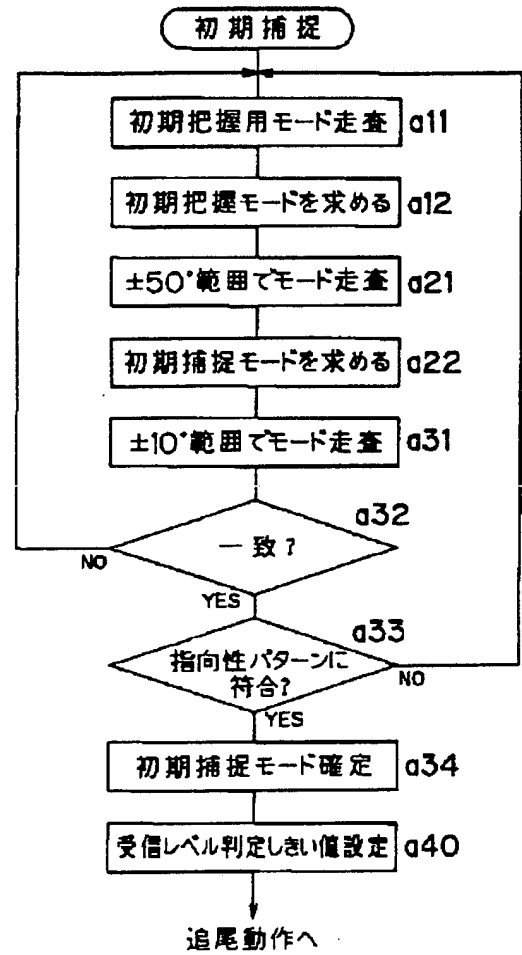 初期捕捉
初期把握用モード走査 a11
初期把握モードを求める a12
±50°範囲でモード走査 a21
初期捕捉モードを求める a22
±10°範囲でモード走査 a31
a32
一致?
NO
YES
a33
指向性パターンに
符合?
NO
YES
初期捕捉モード確定 a34
受信レベル判定しきい値設定 a40
追尾動作へ